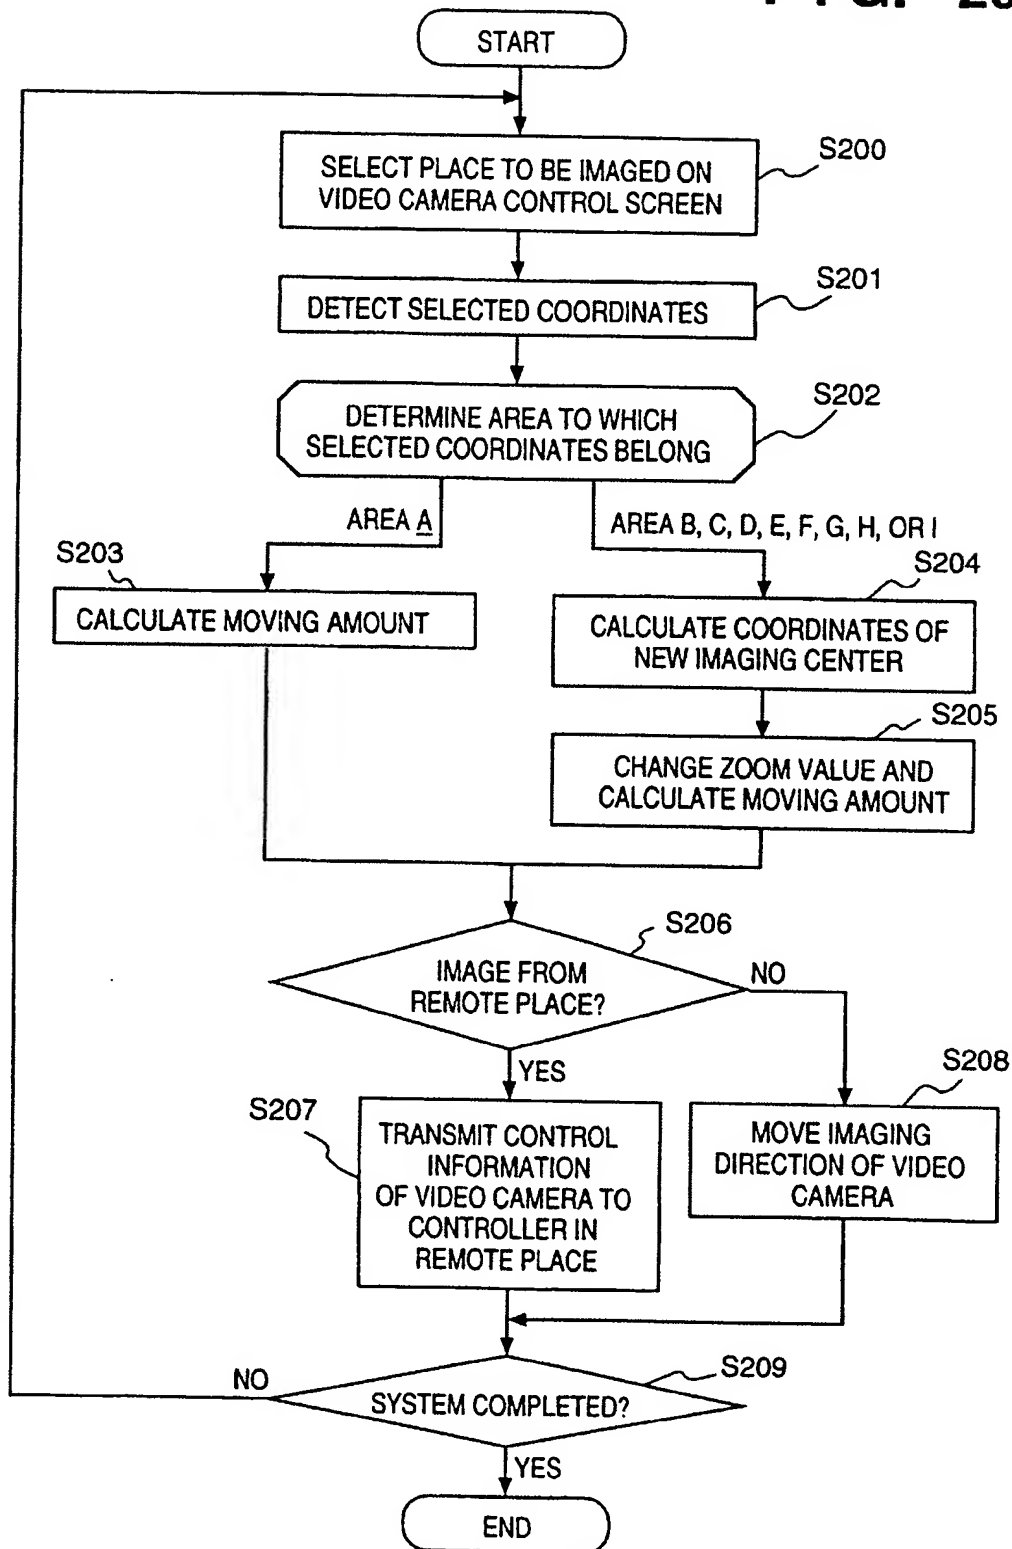 FIG. 20
START
S200
SELECT PLACE TO BE IMAGED ON
VIDEO CAMERA CONTROL SCREEN
S201
DETECT SELECTED COORDINATES
S202
DETERMINE AREA TO WHICH
SELECTED COORDINATES BELONG
AREA A
AREA B, C, D, E, F, G, H, OR I
S203
CALCULATE MOVING AMOUNT
S204
CALCULATE COORDINATES OF
NEW IMAGING CENTER
S205
CHANGE ZOOM VALUE AND
CALCULATE MOVING AMOUNT
S206
IMAGE FROM
REMOTE PLACE?
NO
YES
S207
TRANSMIT CONTROL
INFORMATION
OF VIDEO CAMERA TO
CONTROLLER IN
REMOTE PLACE
S208
MOVE IMAGING
DIRECTION OF VIDEO
CAMERA
S209
SYSTEM COMPLETED?
NO
YES
END